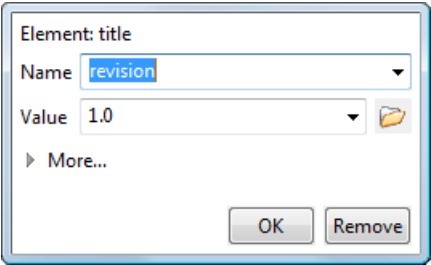 Element: title
Name revision
Value 1.0
More...
OK Remove